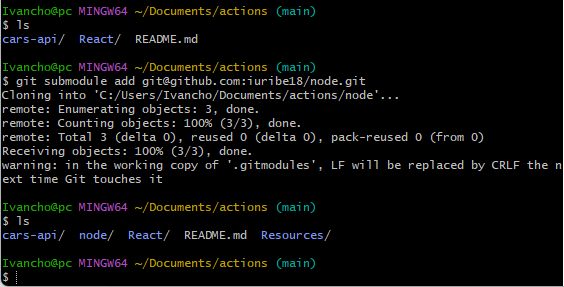 Ivancho@pc MINGW64 ~/Documents/actions (main)
$ ls
cars-api/  React/  README.md
Ivancho@pc MINGW64 ~/Documents/actions (main)
$ git submodule add git@github.com:iuribe18/node.git
Cloning into 'C:/Users/Ivancho/Documents/actions/node'...
remote: Enumerating objects: 3, done.
remote: Counting objects: 100% (3/3), done.
remote: Total 3 (delta 0), reused 0 (delta 0), pack-reused 0 (from 0)
Receiving objects: 100% (3/3), done.
warning: in the working copy of '.gitmodules', LF will be replaced by CRLF the n
ext time Git touches it
Ivancho@pc MINGW64 ~/Documents/actions (main)
$ ls
cars-api/  node/  React/  README.md  Resources/
Ivancho@pc MINGW64 ~/Documents/actions (main)
$